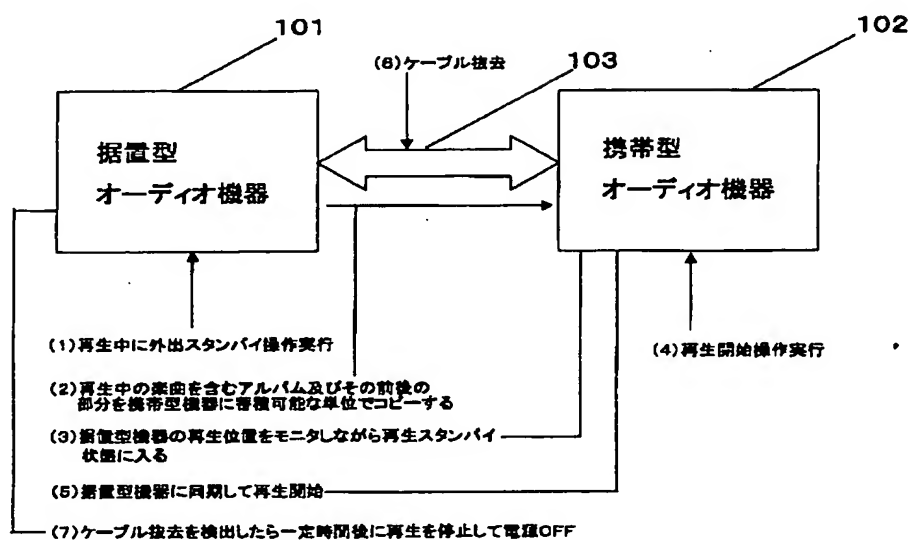 101
102
(6)ケーブル抜去
103
据置型
オーディオ機器
携帯型
オーディオ機器
(1)再生中に外出スタンバイ操作実行
(4)再生開始操作実行
(2)再生中の楽曲を含むアルバム及びその前後の
部分を携帯型機器に蓄積可能な単位でコピーする
(3)据置型機器の再生位置をモニタしながら再生スタンバイ
状態に入る
(5)据置型機器に同期して再生開始
(7)ケーブル抜去を検出したら一定時間後に再生を停止して電源OFF